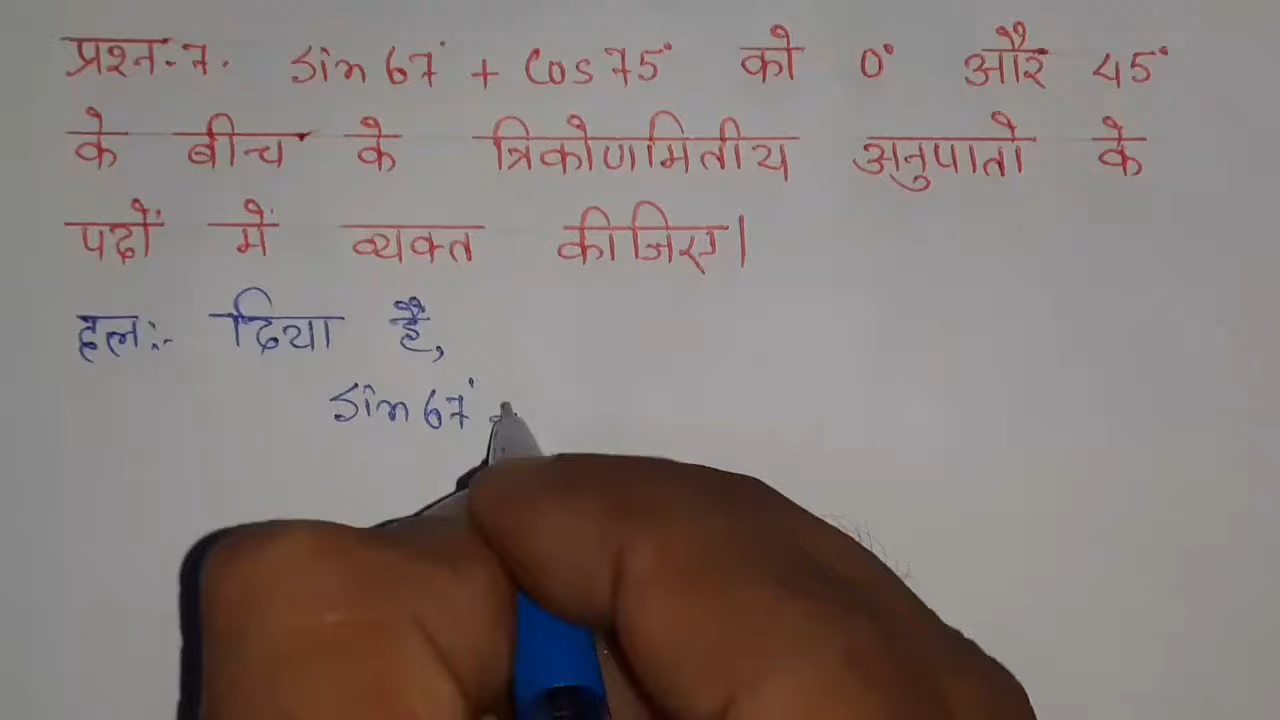 प्रश्न-7. sin 67° + cos 75° को 0° और 45°
के बीच के त्रिकोणमितीय अनुपातो के
पदों में व्यक्त कीजिए।
हल:- दिया है,
sin 67°